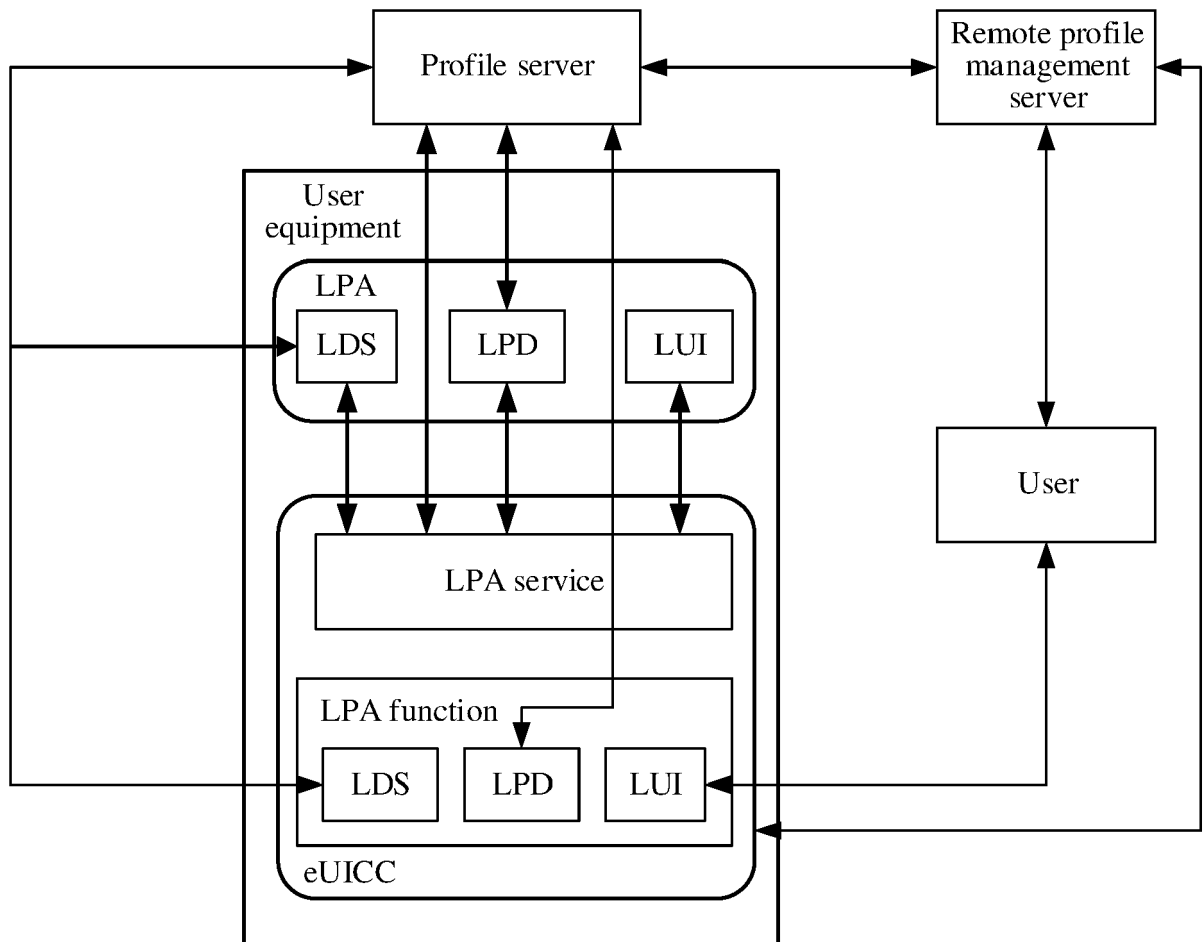 Profile server
Remote profile
management
server
User
equipment
LPA
LDS
LPD
LUI
User
LPA service
LPA function
LDS
LPD
LUI
eUICC